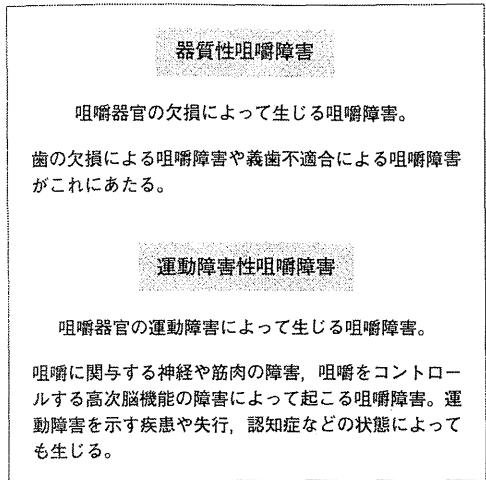 器質性咀嚼障害
咀嚼器官の欠損によって生じる咀嚼障害。
歯の欠損による咀嚼障害や義歯不適合による咀嚼障害
がこれにあたる。
運動障害性咀嚼障害
咀嚼器官の運動障害によって生じる咀嚼障害。
咀嚼に関与する神経や筋肉の障害，咀嚼をコントロー
ルする高次脳機能の障害によって起こる咀嚼障害。運
動障害を示す疾患や失行，認知症などの状態によって
も生じる。